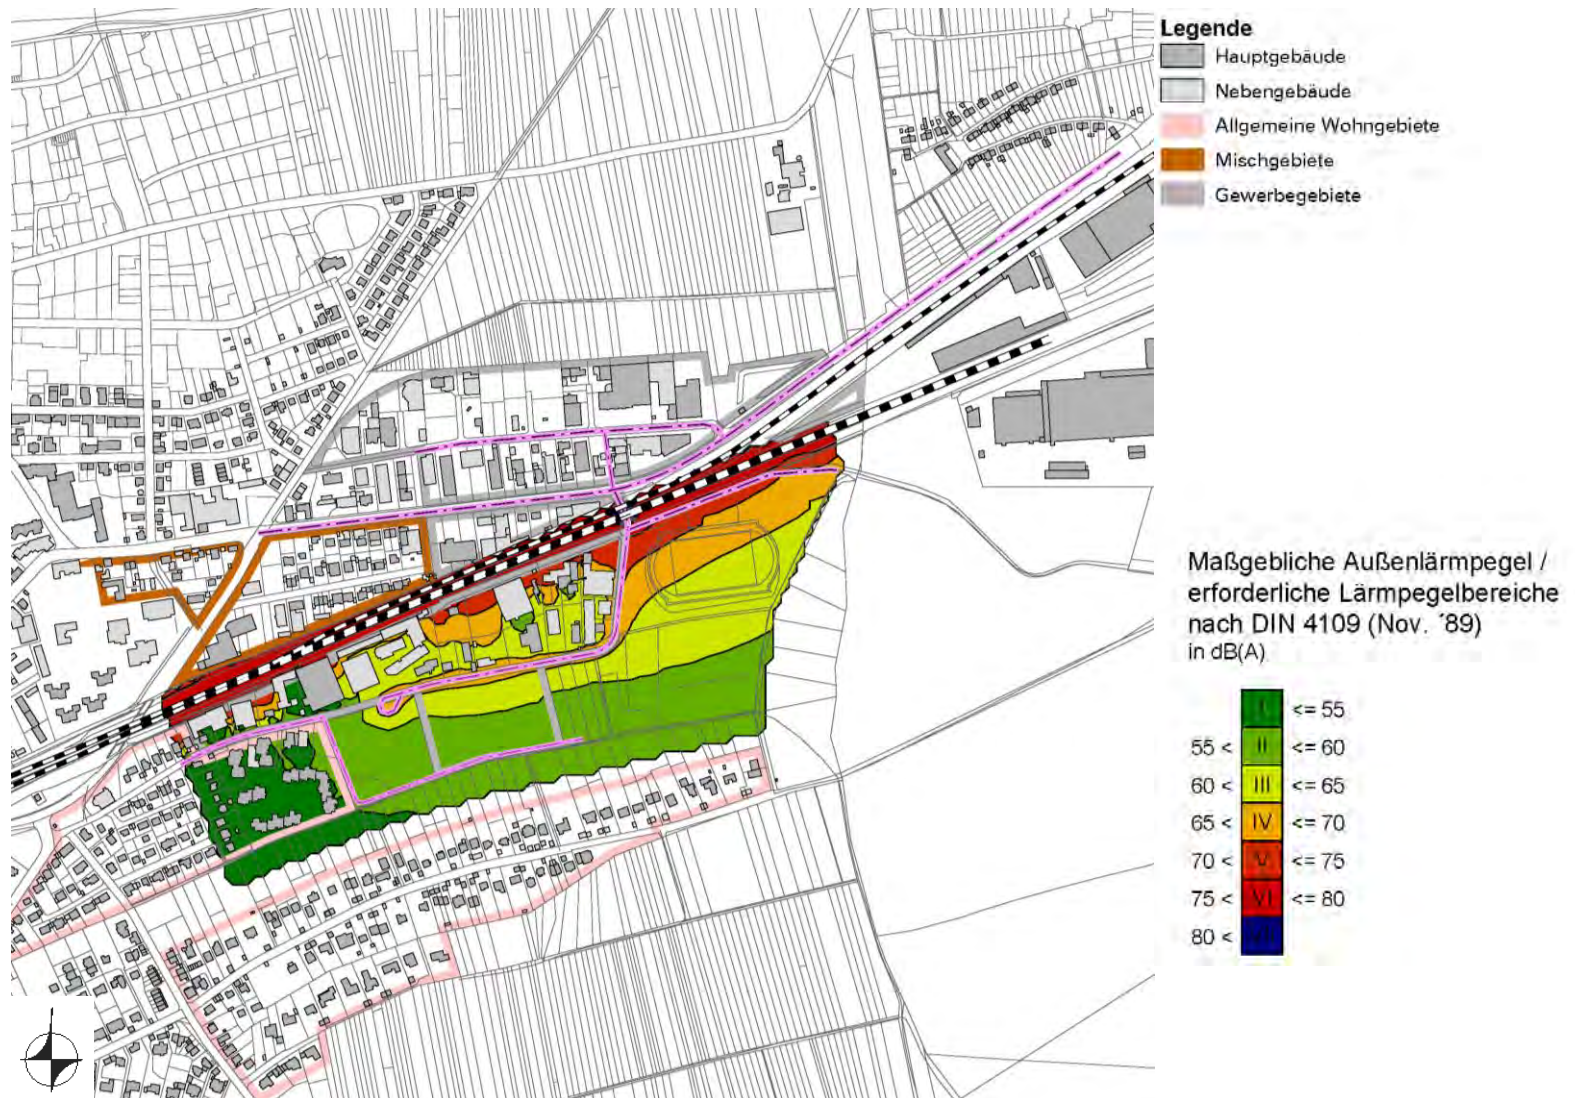 Legende
Hauptgebäude
Nebengebäude
Allgemeine Wohngebiete
Mischgebiete
Gewerbegebiete
Maßgebliche Außenlärmpegel /
erforderliche Lärmpegelbereiche
nach DIN 4109 (Nov. ´89)
in dB(A)
I <= 55
55 < II <= 60
60 < III <= 65
65 < IV <= 70
70 < V <= 75
75 < VI <= 80
80 <